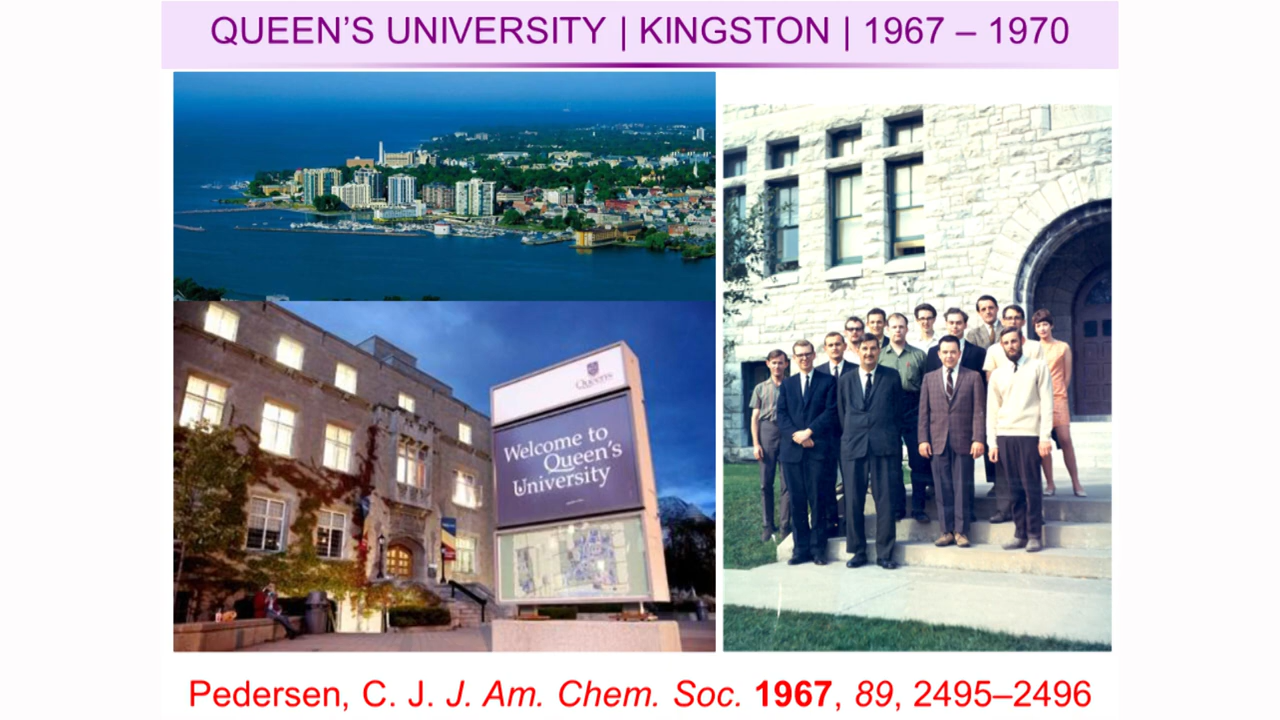 QUEEN’S UNIVERSITY | KINGSTON | 1967 – 1970
Queen's
Welcome to
Queen's
University
Pedersen, C. J. J. Am. Chem. Soc. 1967, 89, 2495–2496